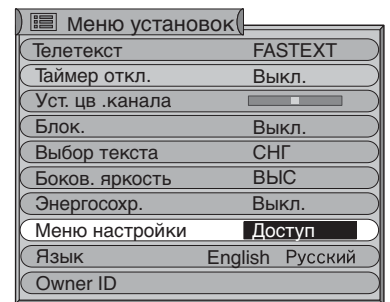 Меню установок
Телетекст FASTEXT
Таймер откл. Выкл.
Уст. цв .канала
Блок. Выкл.
Выбор текста СНГ
Боков. яркость ВЫС
Энергосохр. Выкл.
Меню настройки Доступ
Язык English Русский
Owner ID